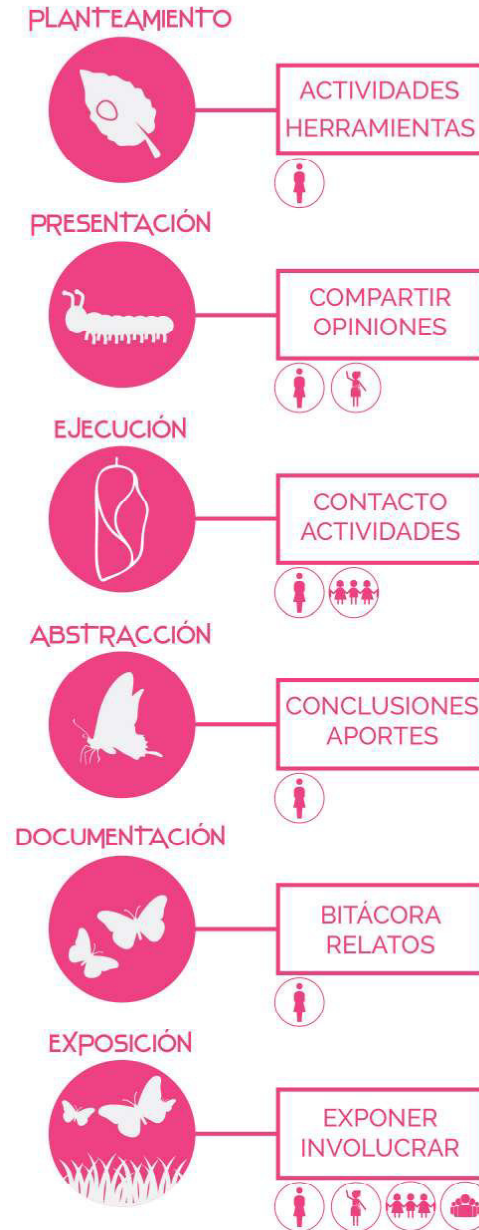 PLANTEAMIENTO
ACTIVIDADES
HERRAMIENTAS
PRESENTACIÓN
COMPARTIR
OPINIONES
EJECUCIÓN
CONTACTO
ACTIVIDADES
ABSTRACCIÓN
CONCLUSIONES
APORTES
DOCUMENTACIÓN
BITÁCORA
RELATOS
EXPOSICIÓN
EXPONER
INVOLUCRAR